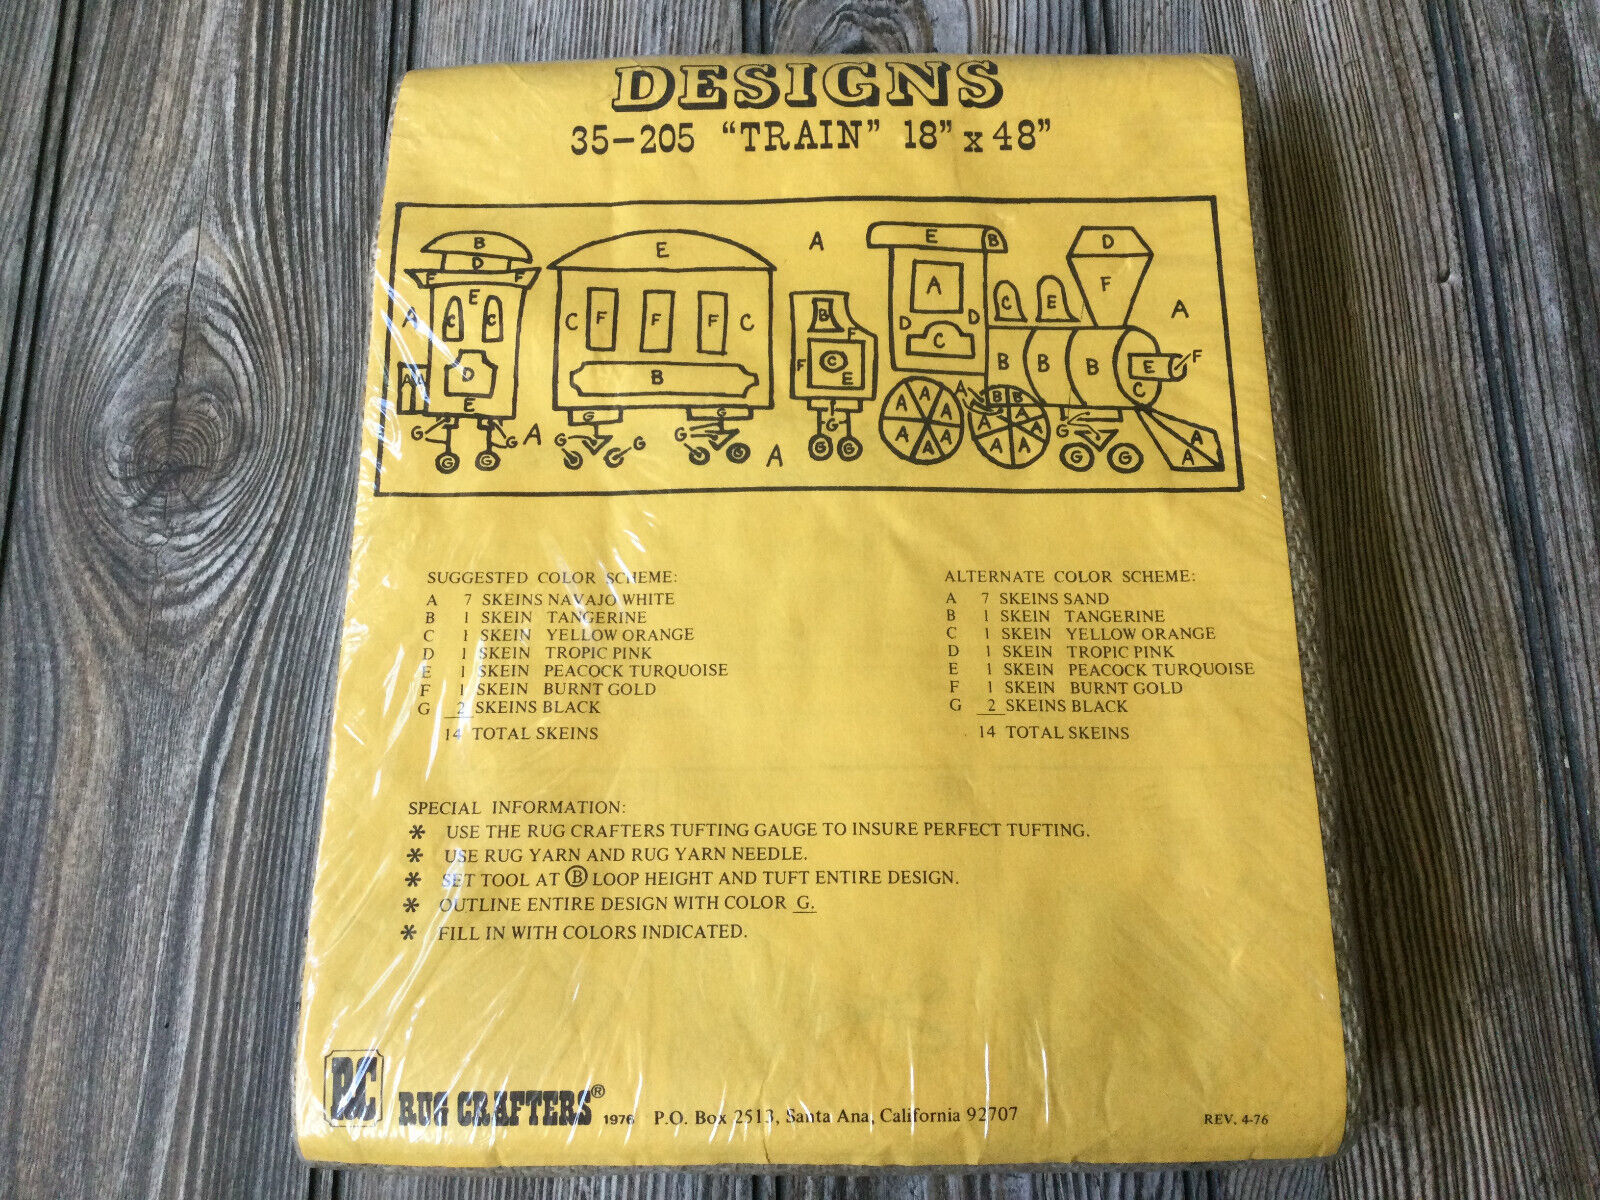 DESIGNS
35-205 "TRAIN" 18" x 48"
B
D
F F
E
A C C
D
A A
E
G G
G G
A
E
C F F F C
B
G G
G G G G
G
A
A
B
F
F C
E
G
G G
E B
A
D D
C
A A A A A A A
A
B B
A A A A A
C E
D
F
A
B B B
E F
C
G
G G
A
A
SUGGESTED COLOR SCHEME:
A 7 SKEINS NAVAJO WHITE
B 1 SKEIN TANGERINE
C 1 SKEIN YELLOW ORANGE
D 1 SKEIN TROPIC PINK
E 1 SKEIN PEACOCK TURQUOISE
F 1 SKEIN BURNT GOLD
G 2 SKEINS BLACK
14 TOTAL SKEINS
ALTERNATE COLOR SCHEME:
A 7 SKEINS SAND
B 1 SKEIN TANGERINE
C 1 SKEIN YELLOW ORANGE
D 1 SKEIN TROPIC PINK
E 1 SKEIN PEACOCK TURQUOISE
F 1 SKEIN BURNT GOLD
G 2 SKEINS BLACK
14 TOTAL SKEINS
SPECIAL INFORMATION:
* USE THE RUG CRAFTERS TUFTING GAUGE TO INSURE PERFECT TUFTING.
* USE RUG YARN AND RUG YARN NEEDLE.
* SET TOOL AT Ⓑ LOOP HEIGHT AND TUFT ENTIRE DESIGN.
* OUTLINE ENTIRE DESIGN WITH COLOR G.
* FILL IN WITH COLORS INDICATED.
RC RUG CRAFTERS® 1976 P.O. Box 2513, Santa Ana, California 92707 REV. 4-76